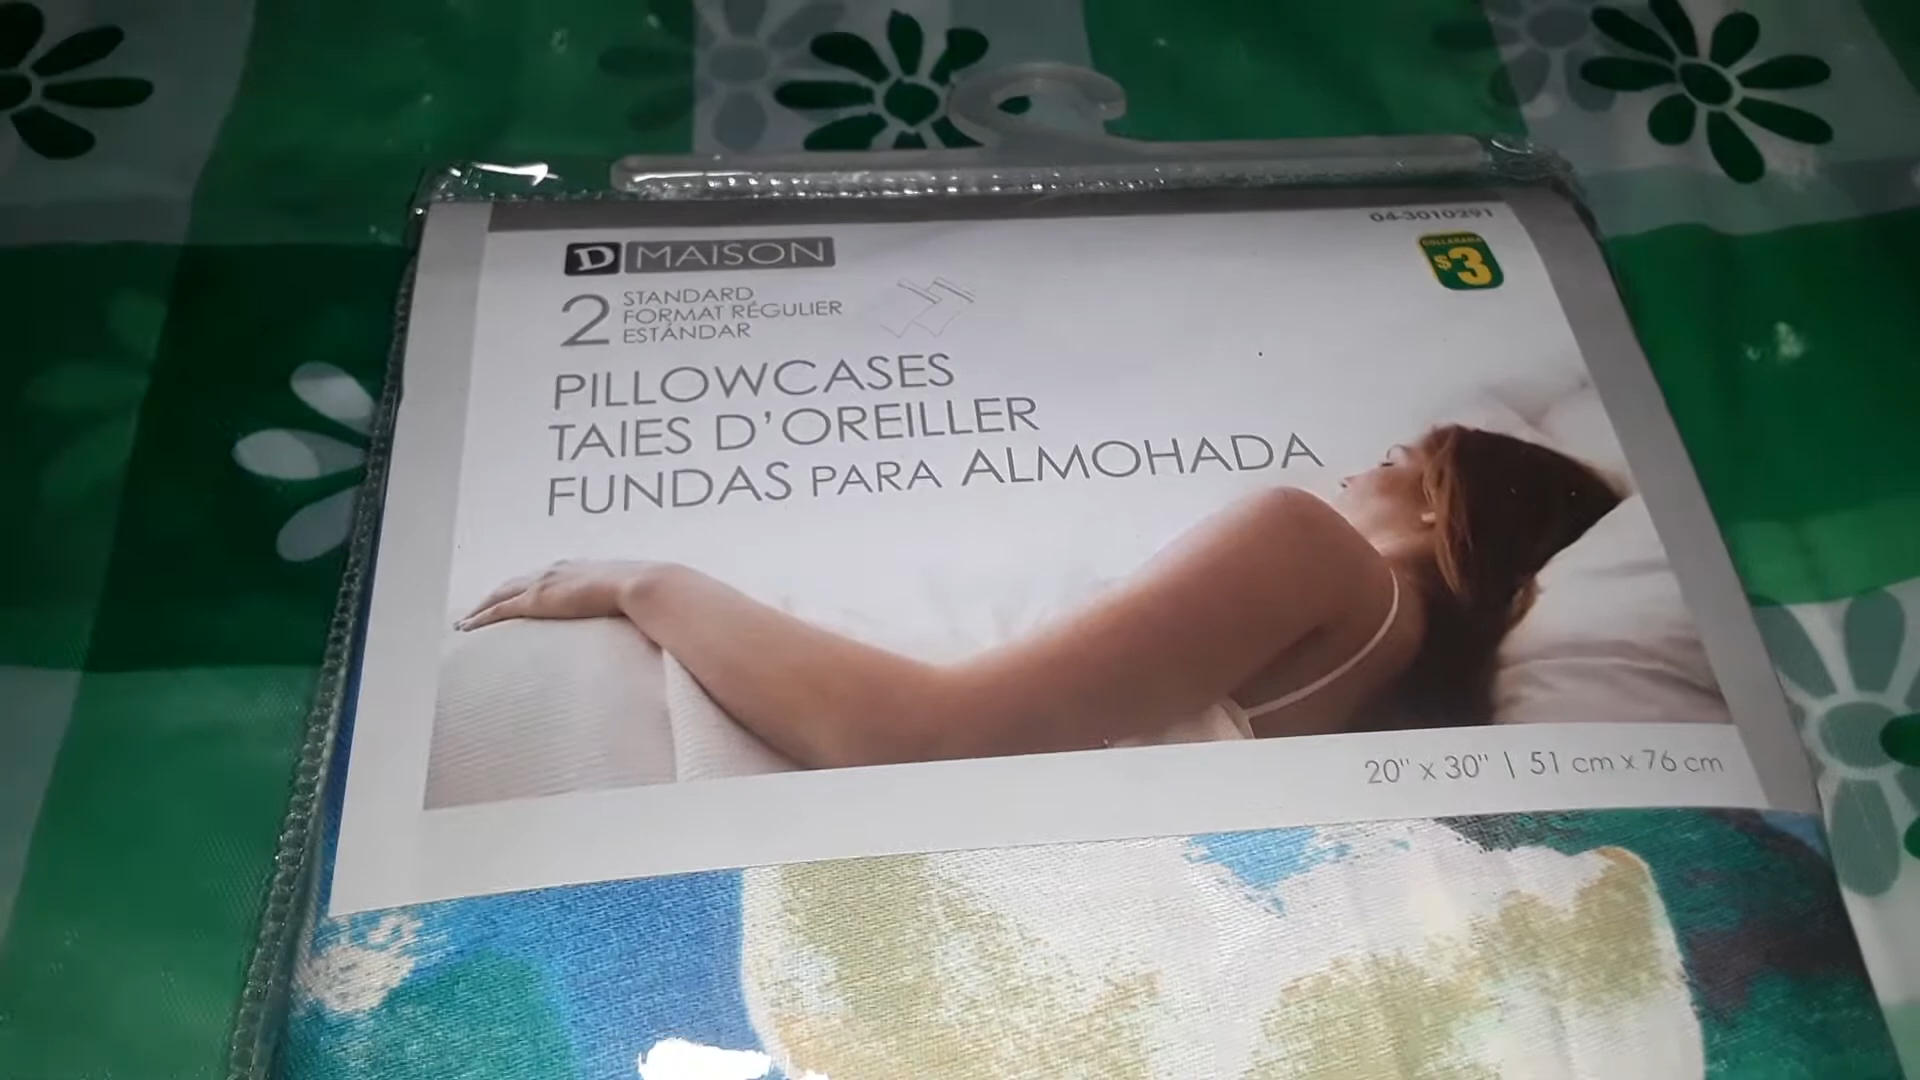 04-3010291
D MAISON
DOLLARAMA
$3
2 STANDARD
FORMAT RÉGULIER
ESTÁNDAR
PILLOWCASES
TAIES D'OREILLER
FUNDAS PARA ALMOHADA
20" x 30" | 51 cm x 76 cm